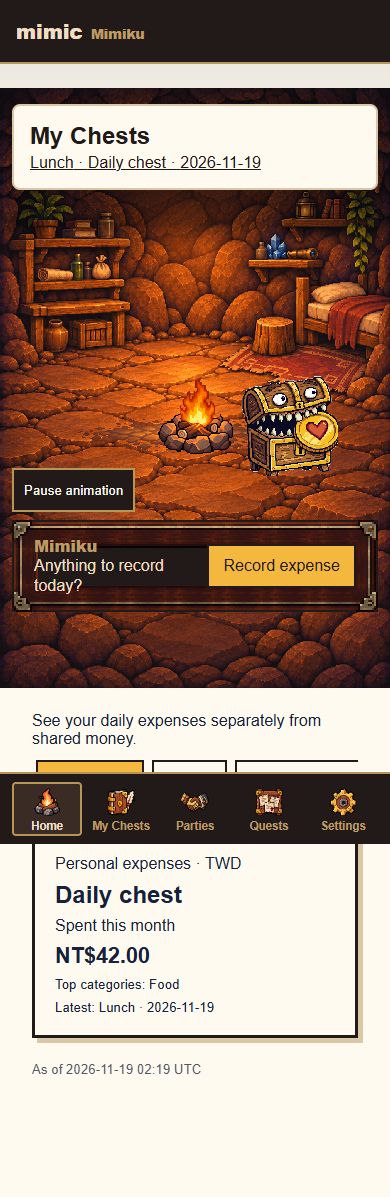 mimic Mimiku
My Chests
Lunch · Daily chest · 2026-11-19
Pause animation
Mimiku
Anything to record
today?
Record expense
See your daily expenses separately from
shared money.
Home
My Chests
Parties
Quests
Settings
Personal expenses · TWD
Daily chest
Spent this month
NT$42.00
Top categories: Food
Latest: Lunch · 2026-11-19
As of 2026-11-19 02:19 UTC